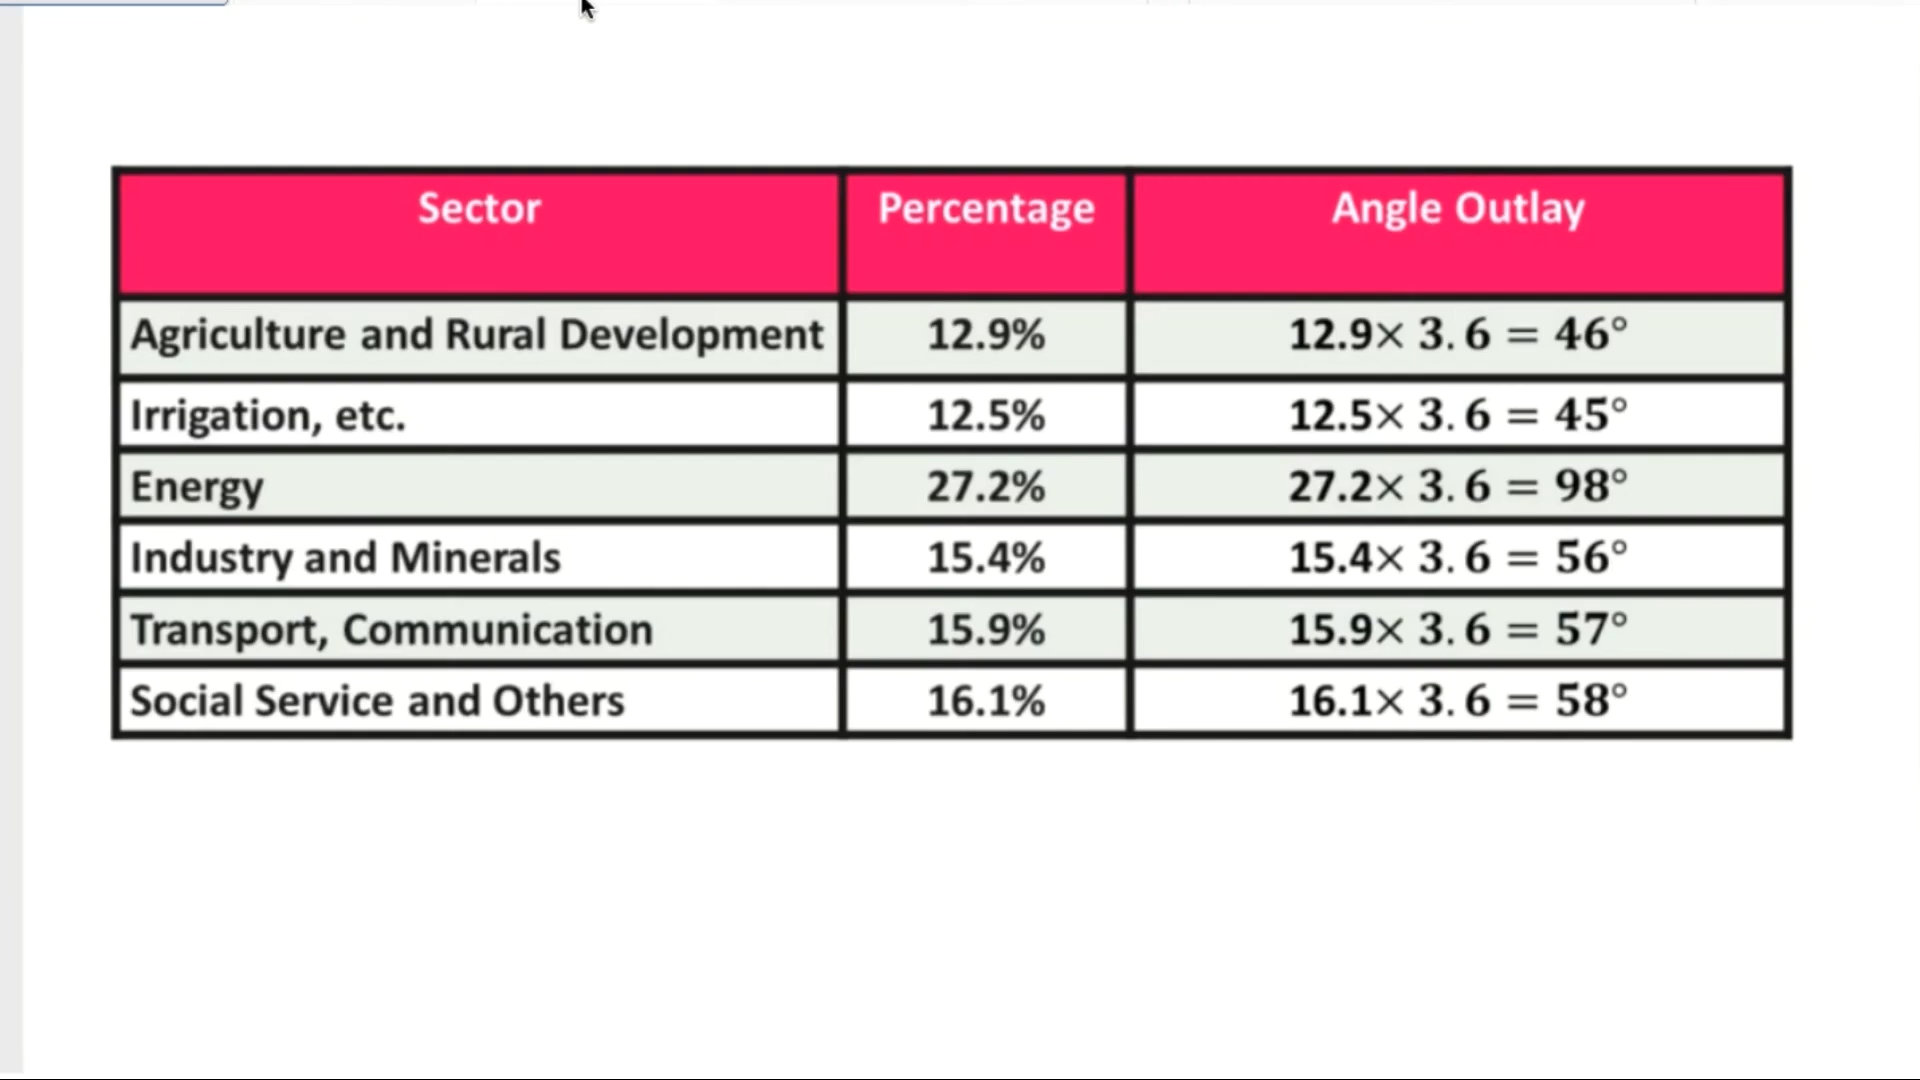 Sector Percentage Angle Outlay
Agriculture and Rural Development 12.9% 12.9× 3.6 = 46°
Irrigation, etc. 12.5% 12.5× 3.6 = 45°
Energy 27.2% 27.2× 3.6 = 98°
Industry and Minerals 15.4% 15.4× 3.6 = 56°
Transport, Communication 15.9% 15.9× 3.6 = 57°
Social Service and Others 16.1% 16.1× 3.6 = 58°